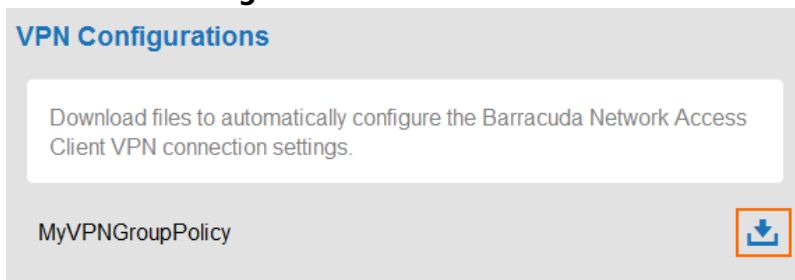 VPN Configurations
Download files to automatically configure the Barracuda Network Access
Client VPN connection settings.
MyVPNGroupPolicy